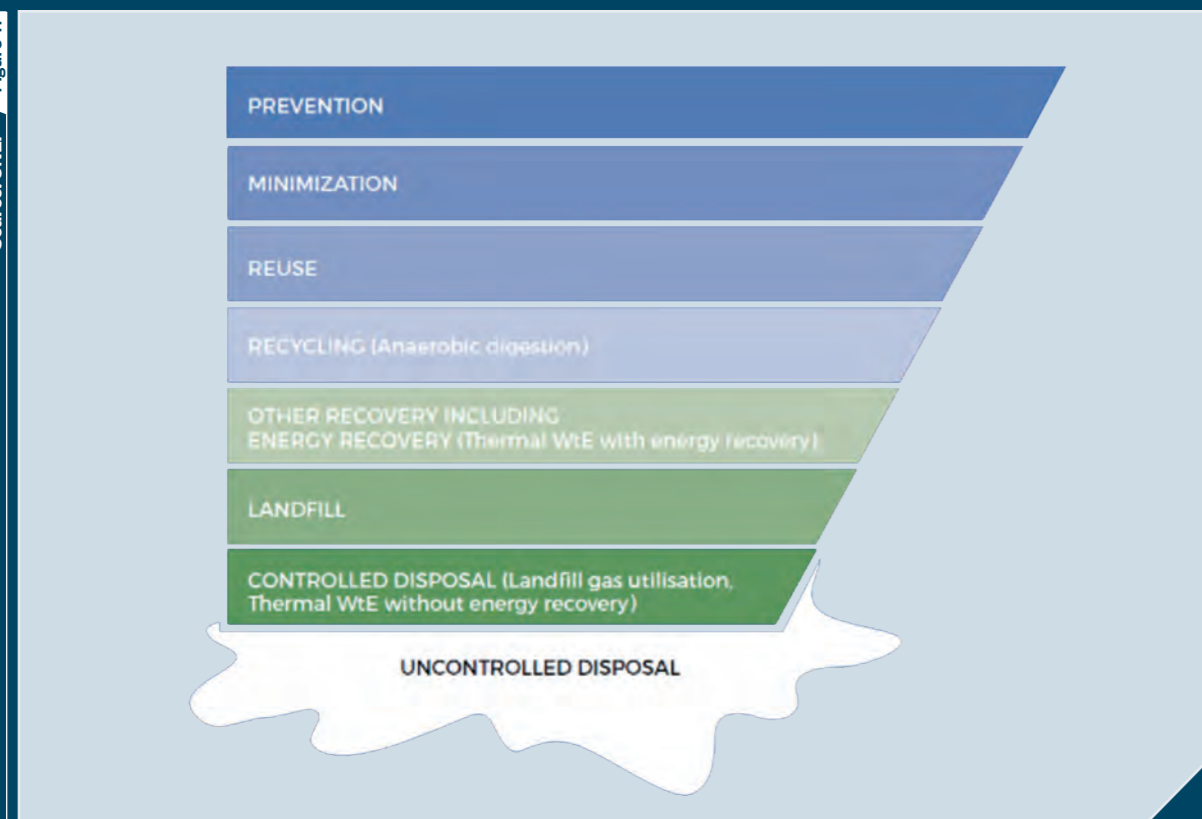 PREVENTION
MINIMIZATION
REUSE
RECYCLING (Anaerobic digestion)
OTHER RECOVERY INCLUDING
ENERGY RECOVERY (Thermal WtE with energy recovery)
LANDFILL
CONTROLLED DISPOSAL (Landfill gas utilisation,
Thermal WtE without energy recovery)
UNCONTROLLED DISPOSAL